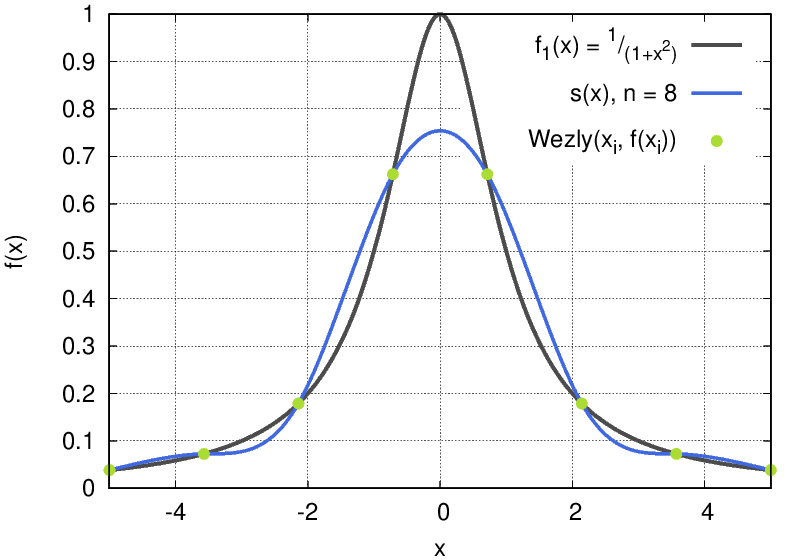 f₁(x) = ¹/₍₁₊ₓ²₎
s(x), n = 8
Wezly(xᵢ, f(xᵢ))
1
0.9
0.8
0.7
0.6
0.5
0.4
0.3
0.2
0.1
0
f(x)
-4 -2 0 2 4
x